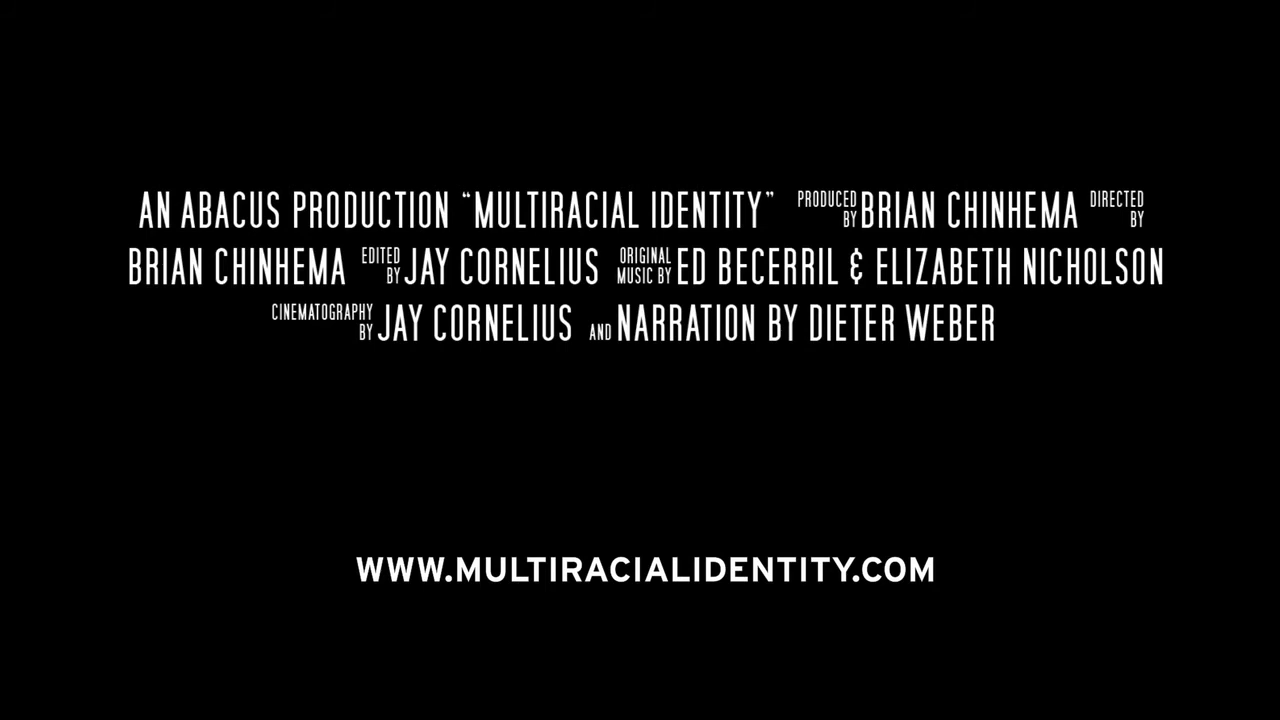 AN ABACUS PRODUCTION “MULTIRACIAL IDENTITY” PRODUCED BY BRIAN CHINHEMA DIRECTED BY
BRIAN CHINHEMA EDITED BY JAY CORNELIUS ORIGINAL MUSIC BY ED BECERRIL & ELIZABETH NICHOLSON
CINEMATOGRAPHY BY JAY CORNELIUS AND NARRATION BY DIETER WEBER
WWW.MULTIRACIALIDENTITY.COM